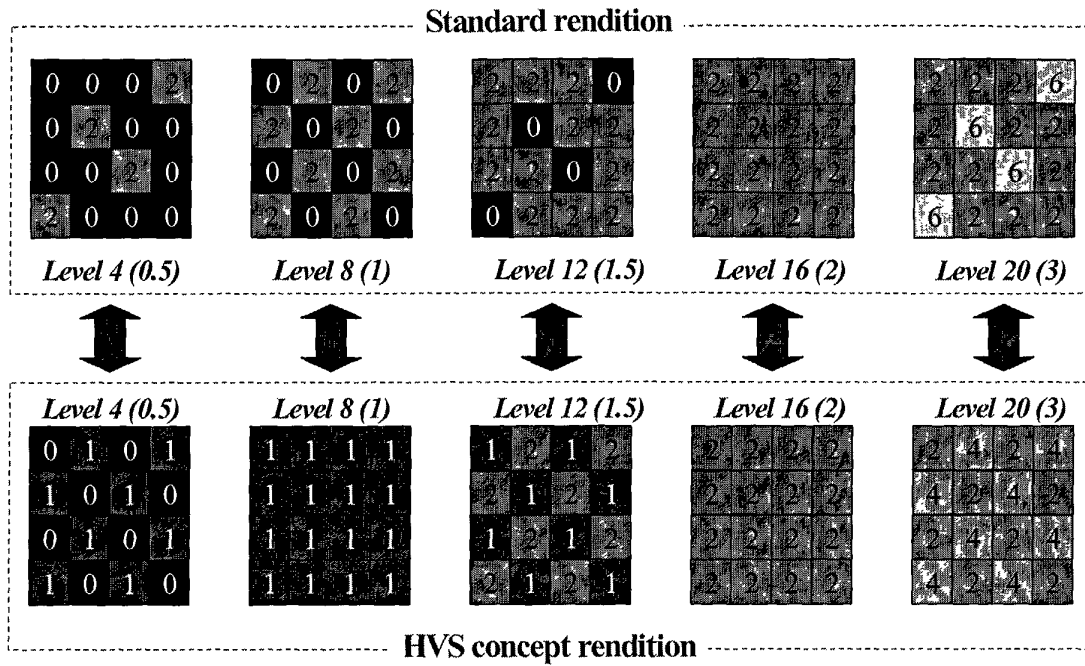 Standard rendition
0 0 0 2 0 2 0 2 2 2 2 0 2 2 2 2 2 2 2 6
0 2 0 0 2 0 2 0 2 0 2 2 2 2 2 2 2 6 2 2
0 0 2 0 0 2 0 2 2 2 0 2 2 2 2 2 2 2 6 2
2 0 0 0 2 0 2 0 0 2 2 2 2 2 2 2 6 2 2 2
Level 4 (0.5) Level 8 (1) Level 12 (1.5) Level 16 (2) Level 20 (3)
Level 4 (0.5) Level 8 (1) Level 12 (1.5) Level 16 (2) Level 20 (3)
0 1 0 1 1 1 1 1 1 2 1 2 2 2 2 2 2 4 2 4
1 0 1 0 1 1 1 1 2 1 2 1 2 2 2 2 4 2 4 2
0 1 0 1 1 1 1 1 1 2 1 2 2 2 2 2 2 4 2 4
1 0 1 0 1 1 1 1 2 1 2 1 2 2 2 2 4 2 4 2
HVS concept rendition